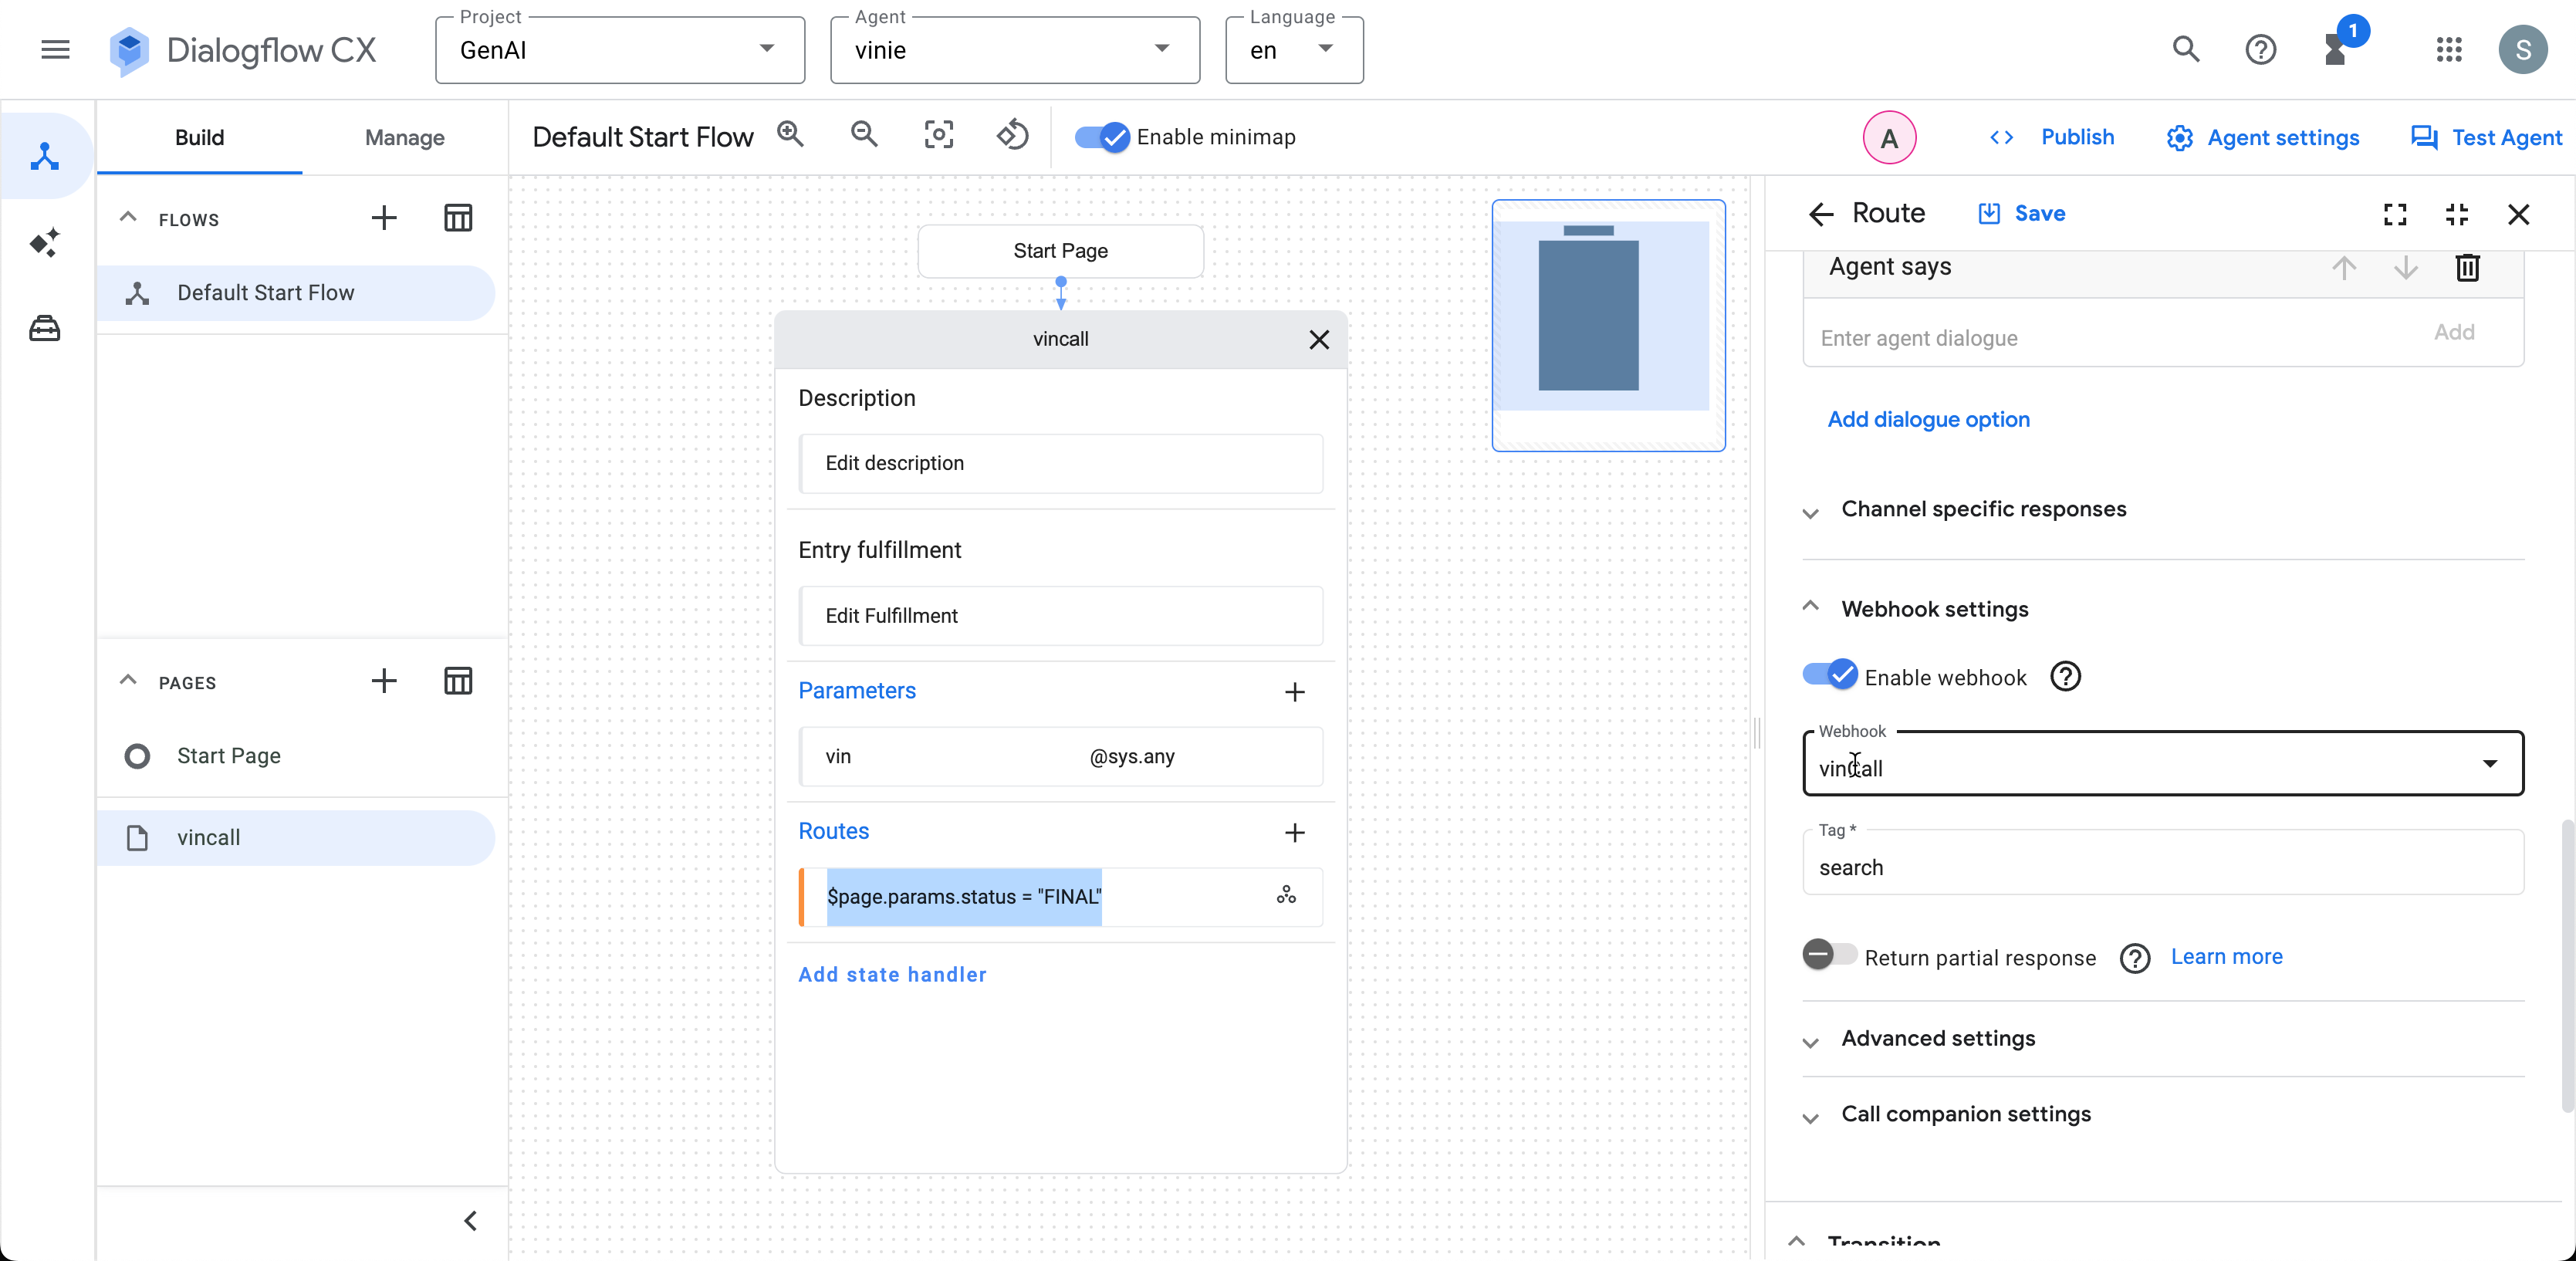 Project
Agent
Language
Dialogflow CX
GenAI
vinie
en
1
S
Build
Manage
Default Start Flow
Enable minimap
A
Publish
Agent settings
Test Agent
FLOWS
Default Start Flow
PAGES
Start Page
vincall
Start Page
vincall
Description
Edit description
Entry fulfillment
Edit Fulfillment
Parameters
vin @sys.any
Routes
$page.params.status = "FINAL"
Add state handler
Route
Save
Agent says
Enter agent dialogue
Add
Add dialogue option
Channel specific responses
Webhook settings
Enable webhook
Webhook
vincall
Tag *
search
Return partial response
Learn more
Advanced settings
Call companion settings
Transition